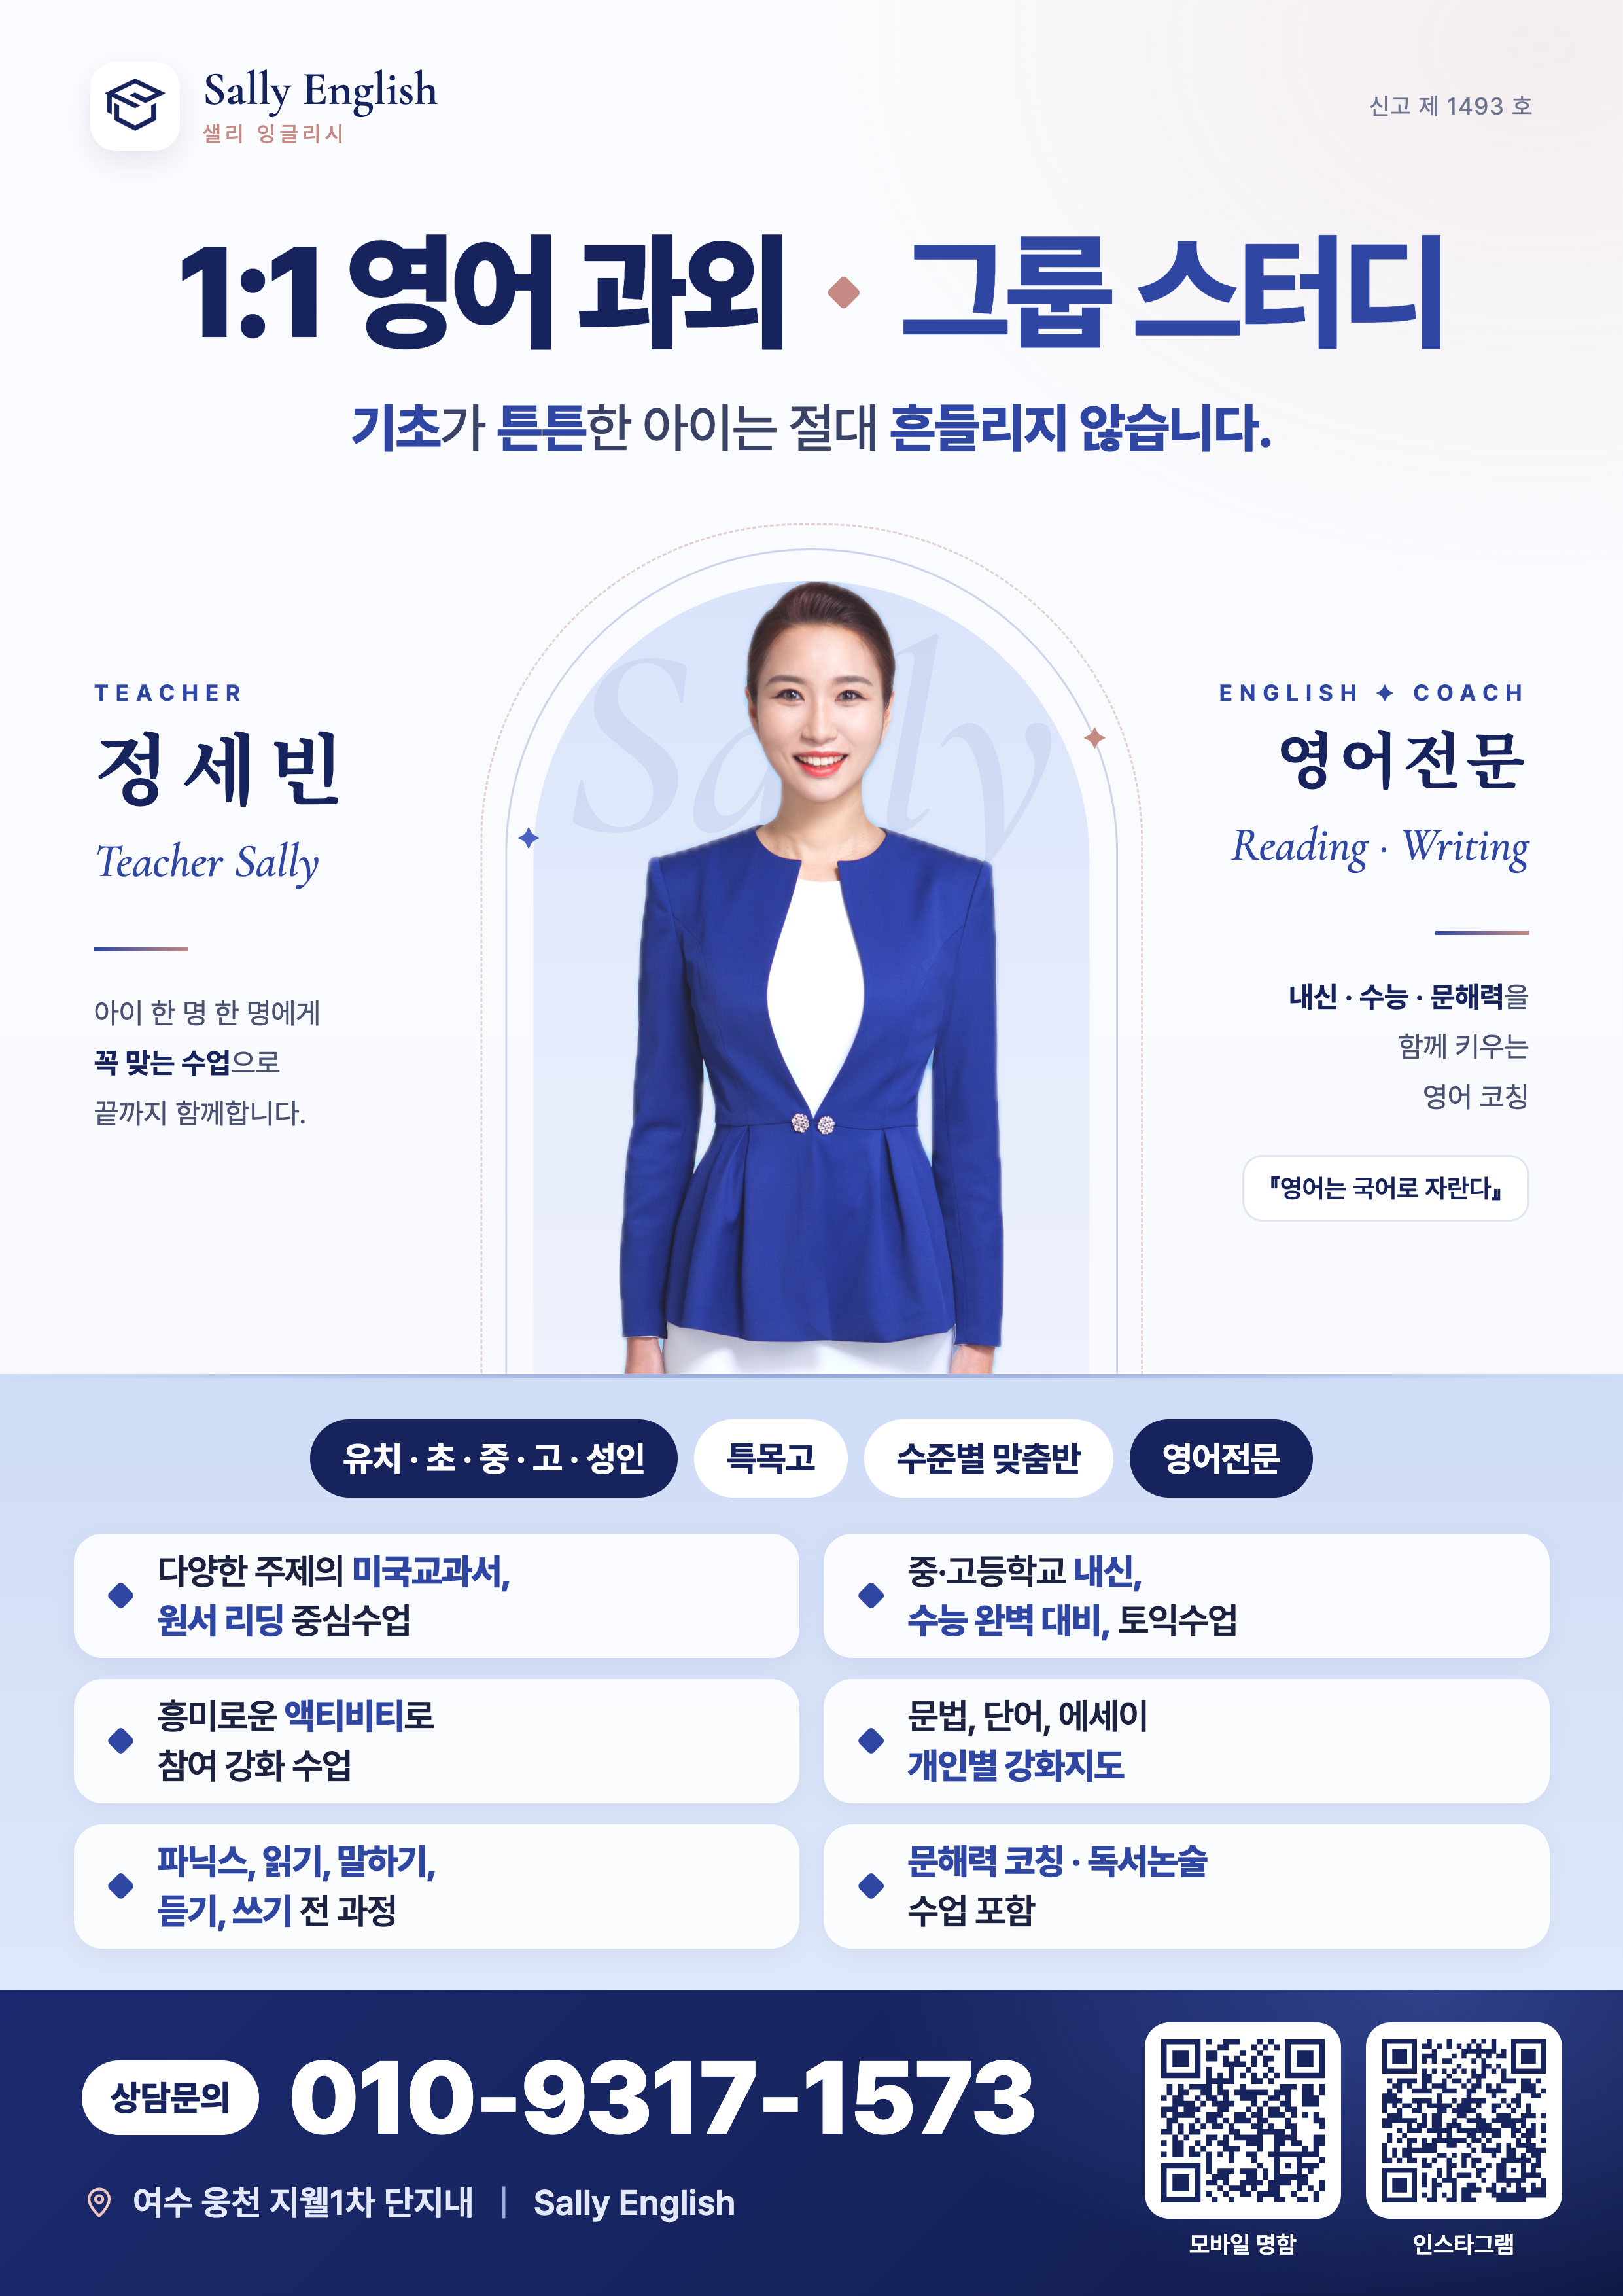 Sally English
샐리 잉글리시
신고 제 1493 호
1:1 영어 과외 ◆ 그룹 스터디
기초가 튼튼한 아이는 절대 흔들리지 않습니다.
Sally
TEACHER
정세빈
Teacher Sally
아이 한 명 한 명에게
꼭 맞는 수업으로
끝까지 함께합니다.
ENGLISH ✦ COACH
영어전문
Reading · Writing
내신 · 수능 · 문해력을
함께 키우는
영어 코칭
『영어는 국어로 자란다』
유치 · 초 · 중 · 고 · 성인
특목고
수준별 맞춤반
영어전문
다양한 주제의 미국교과서,
원서 리딩 중심수업
중·고등학교 내신,
수능 완벽 대비, 토익수업
흥미로운 액티비티로
참여 강화 수업
문법, 단어, 에세이
개인별 강화지도
파닉스, 읽기, 말하기,
듣기, 쓰기 전 과정
문해력 코칭 · 독서논술
수업 포함
상담문의 010-9317-1573
여수 웅천 지웰1차 단지내 | Sally English
모바일 명함
인스타그램